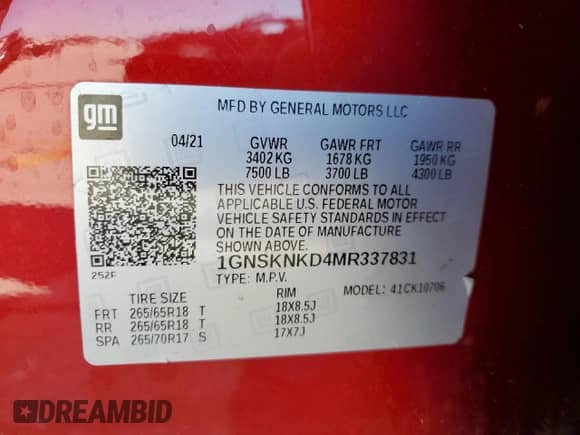 gm
MFD BY GENERAL MOTORS LLC
04/21 GVWR GAWR FRT GAWR RR
3402 KG 1678 KG 1950 KG
7500 LB 3700 LB 4300 LB
THIS VEHICLE CONFORMS TO ALL
APPLICABLE U.S. FEDERAL MOTOR
VEHICLE SAFETY STANDARDS IN EFFECT
ON THE DATE OF MANUFACTURE
SHOWN ABOVE.
252F
1GNSKNKD4MR337831
TYPE: M.P.V. MODEL: 41CK10706
TIRE SIZE RIM
FRT 265/65R18 T 18X8.5J
RR 265/65R18 T 18X8.5J
SPA 265/70R17 S 17X7J
DREAMBID